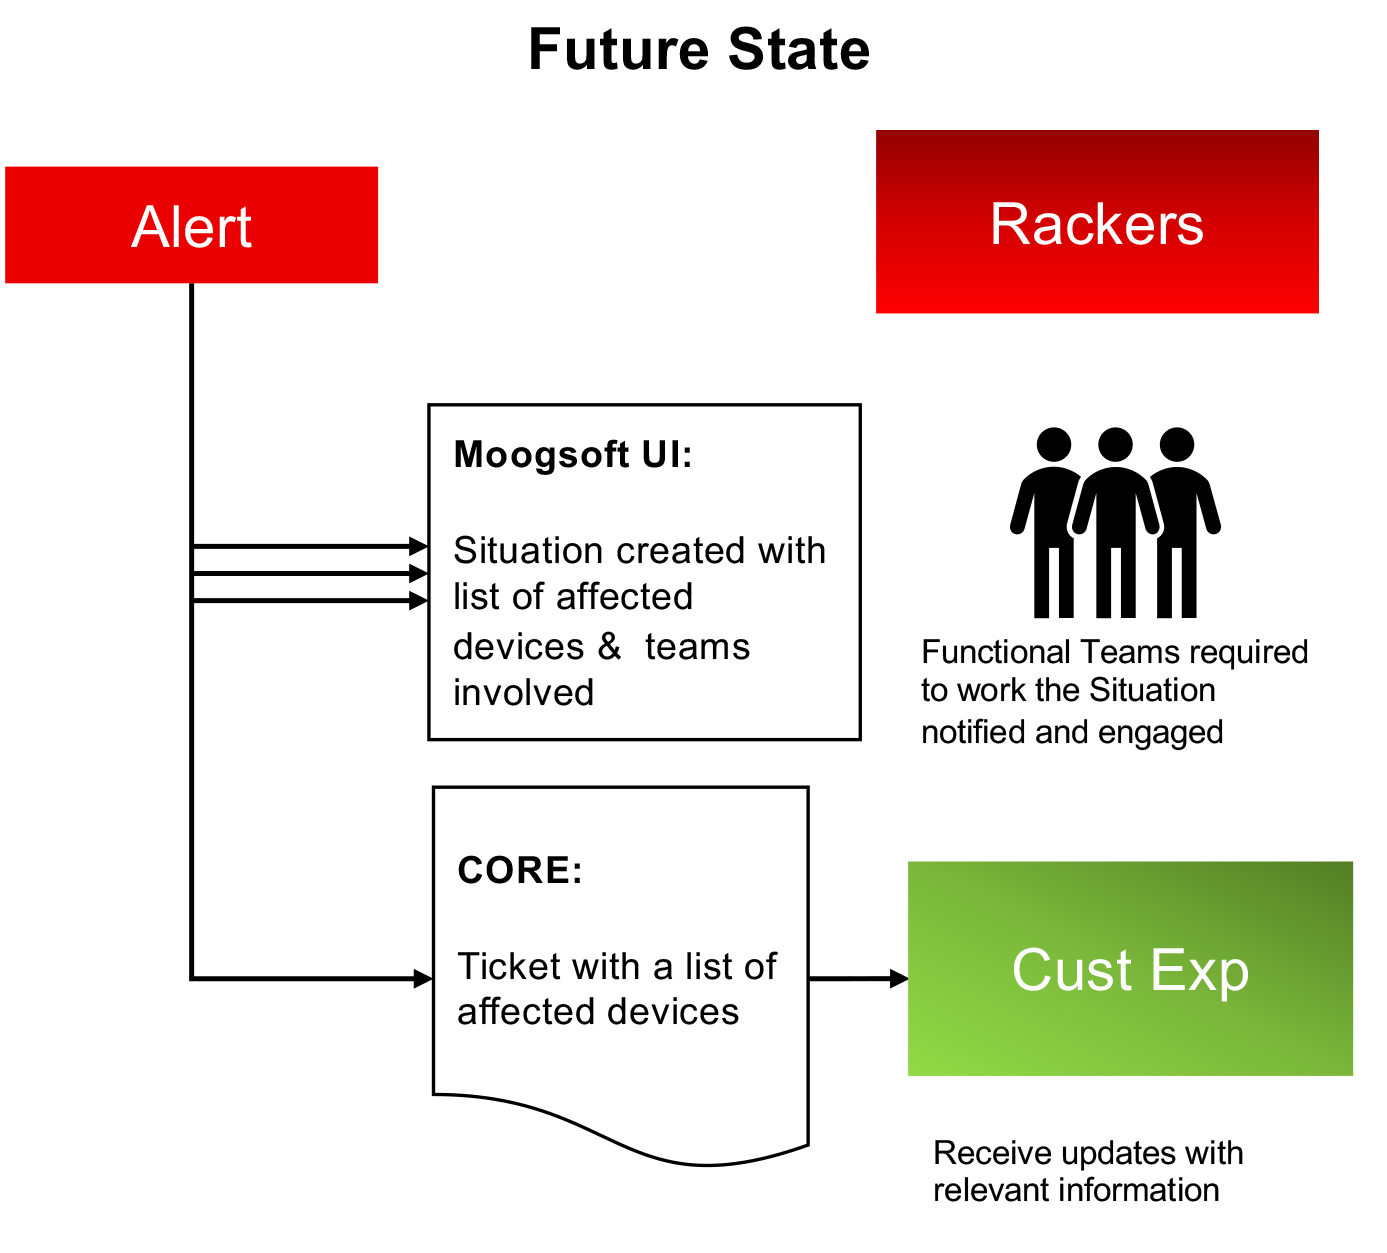 Future State
Alert
Rackers
Moogsoft UI:
Situation created with
list of affected
devices &  teams
involved
Functional Teams required
to work the Situation
notified and engaged
CORE:
Ticket with a list of
affected devices
Cust Exp
Receive updates with
relevant information